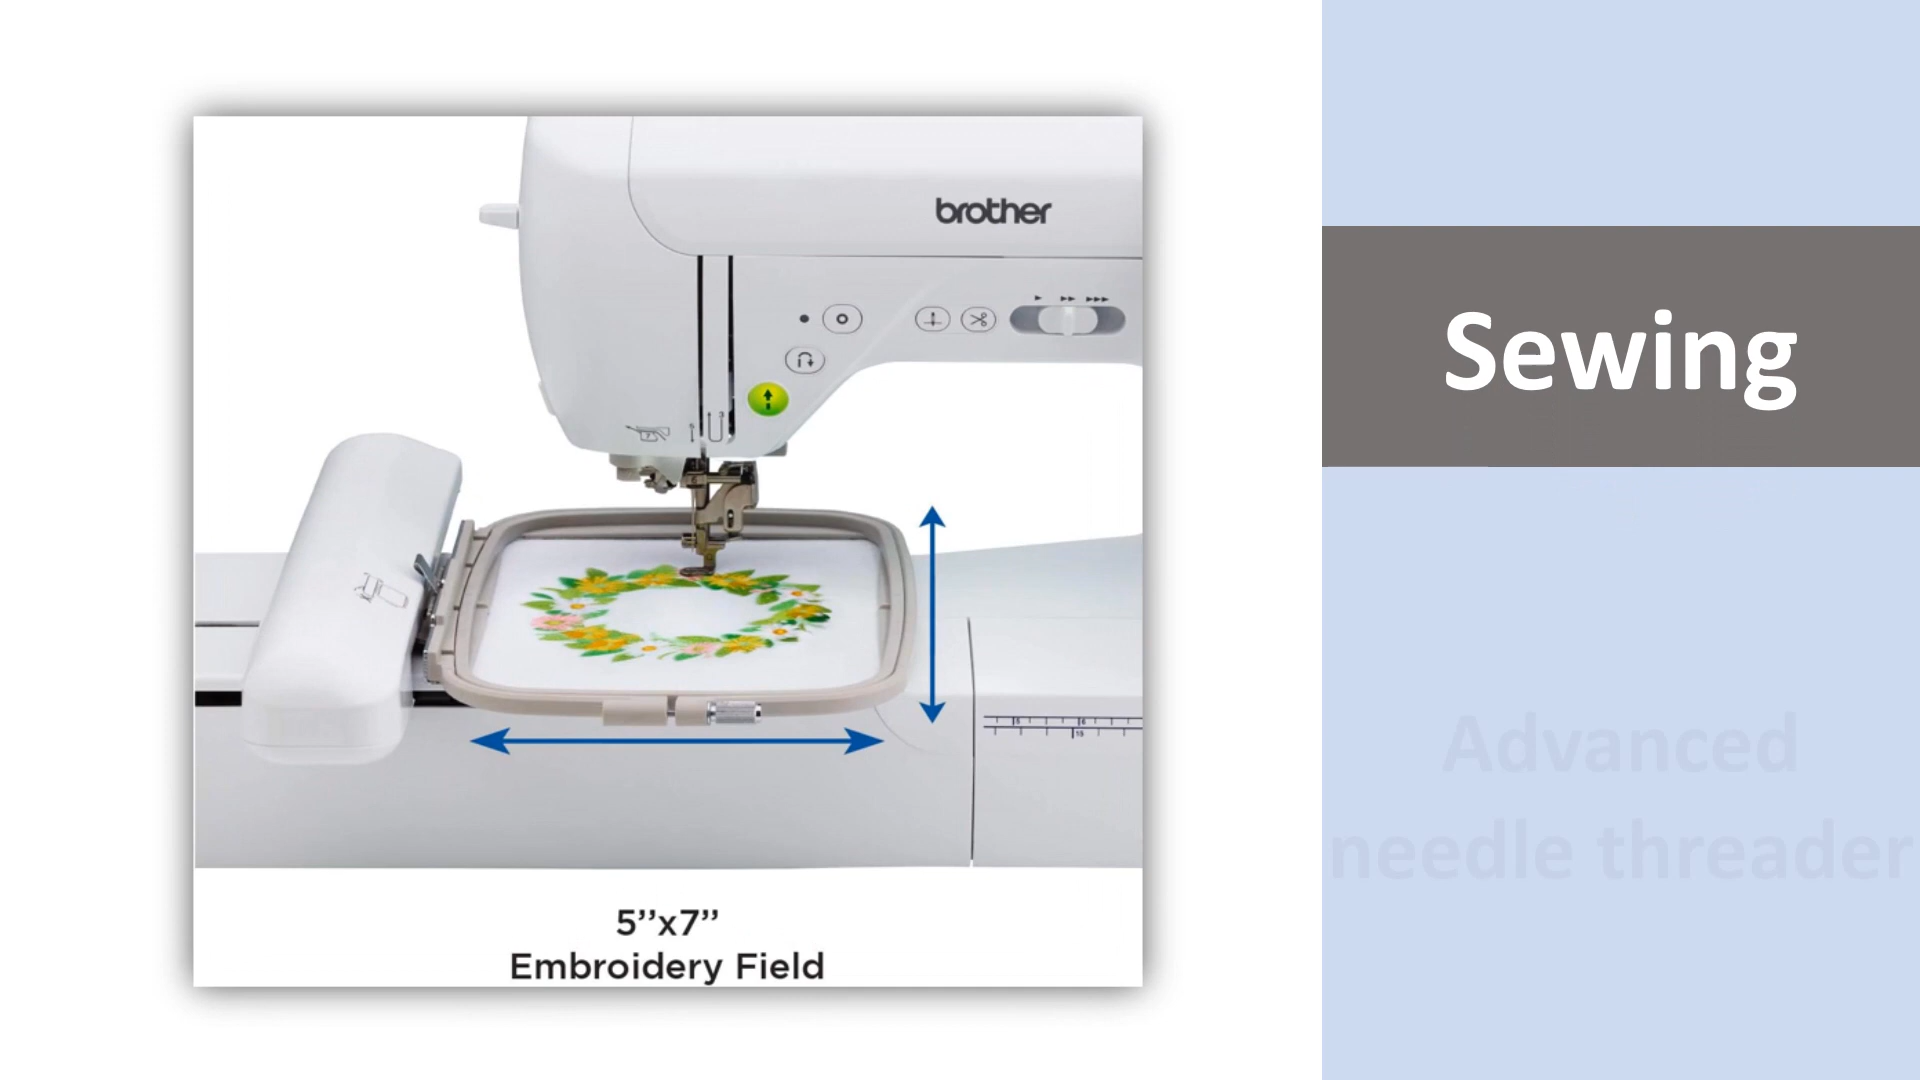 brother
5’’x7’’
Embroidery Field
Sewing
Advanced
needle threader